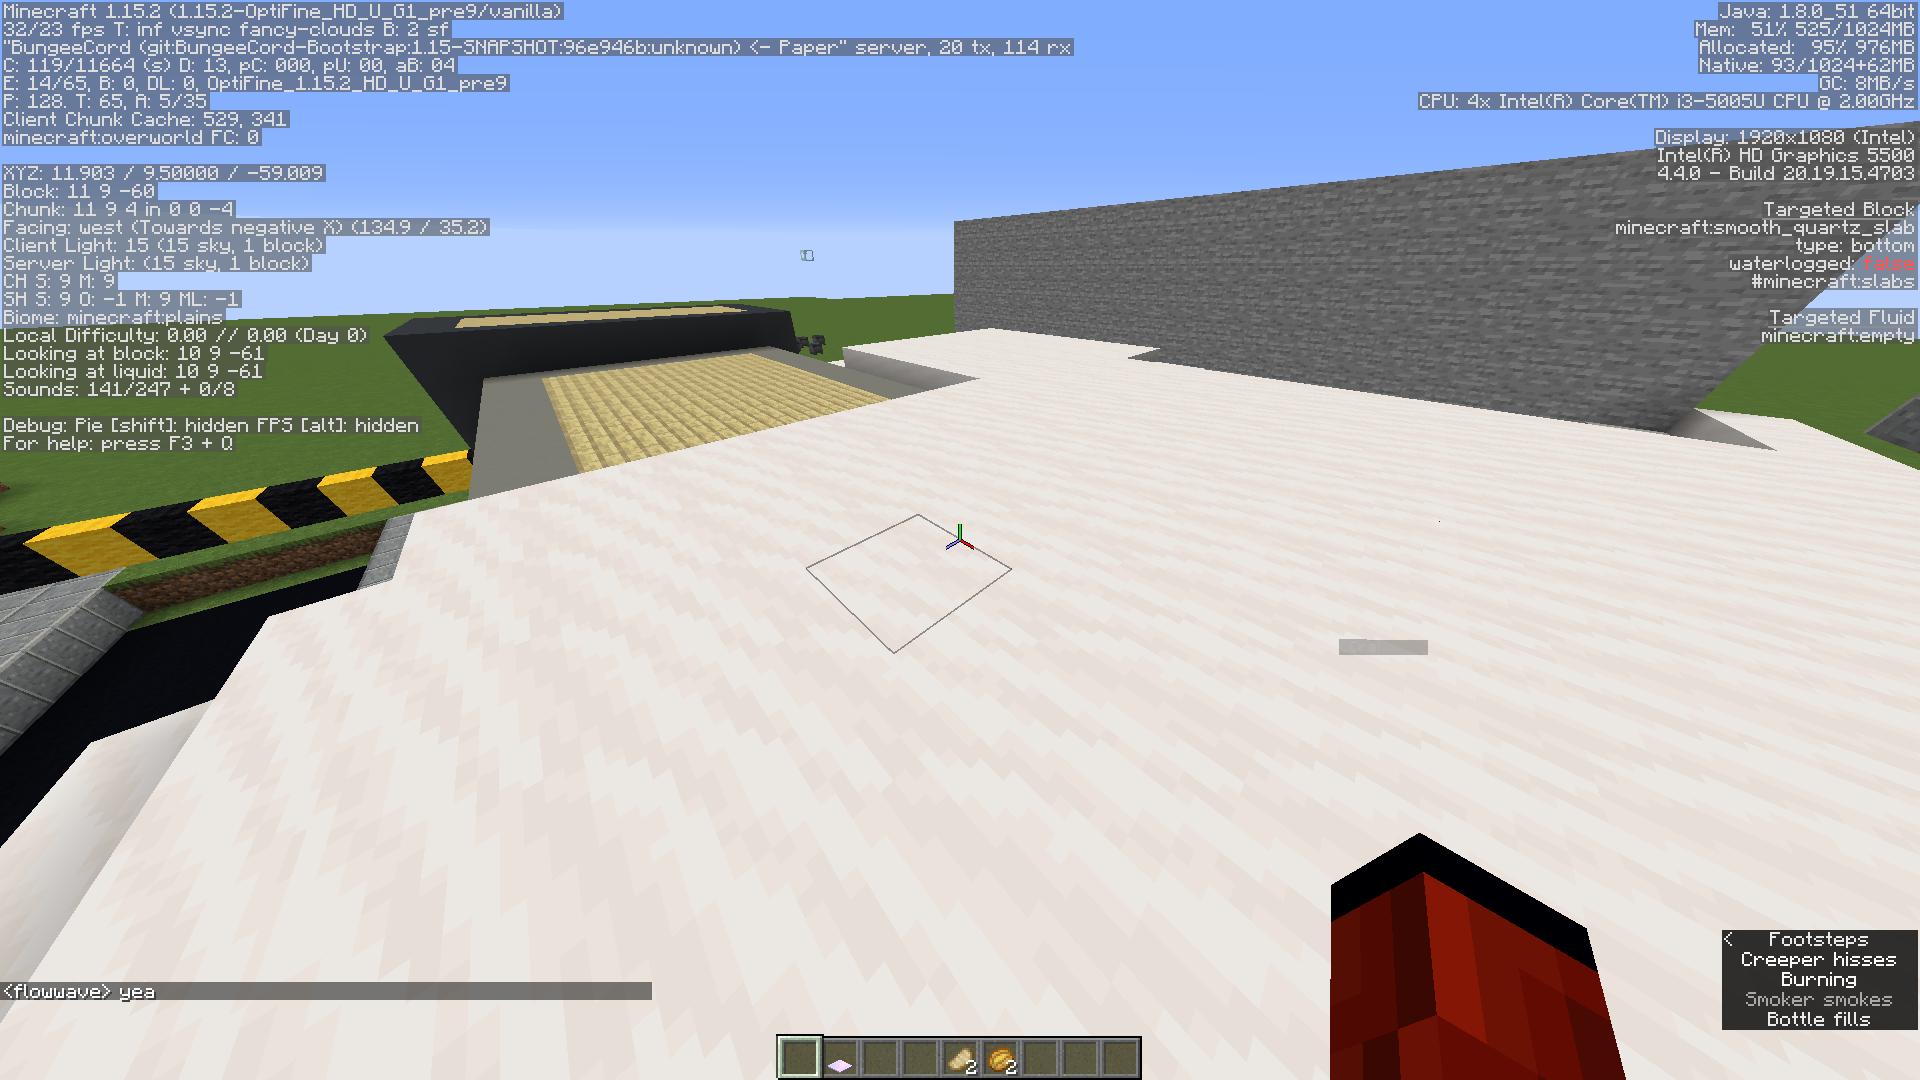 Minecraft 1.15.2 (1.15.2-OptiFine_HD_U_G1_pre9/vanilla)
32/23 fps T: inf vsync fancy-clouds B: 2 sf
"BungeeCord (git:BungeeCord-Bootstrap:1.15-SNAPSHOT:96e946b:unknown) <- Paper" server, 20 tx, 114 rx
C: 119/11664 (s) D: 13, pC: 000, pU: 00, aB: 04
E: 14/65, B: 0, DL: 0, OptiFine_1.15.2_HD_U_G1_pre9
P: 128. T: 65, A: 5/35
Client Chunk Cache: 529, 341
minecraft:overworld FC: 0
XYZ: 11.903 / 9.50000 / -59.009
Block: 11 9 -60
Chunk: 11 9 4 in 0 0 -4
Facing: west (Towards negative X) (134.9 / 35.2)
Client Light: 15 (15 sky, 1 block)
Server Light: (15 sky, 1 block)
CH S: 9 M: 9
SH S: 9 O: -1 M: 9 ML: -1
Biome: minecraft:plains
Local Difficulty: 0.00 // 0.00 (Day 0)
Looking at block: 10 9 -61
Looking at liquid: 10 9 -61
Sounds: 141/247 + 0/8
Debug: Pie [shift]: hidden FPS [alt]: hidden
For help: press F3 + Q
Java: 1.8.0_51 64bit
Mem: 51% 525/1024MB
Allocated: 95% 976MB
Native: 93/1024+62MB
GC: 8MB/s
CPU: 4x Intel(R) Core(TM) i3-5005U CPU @ 2.00GHz
Display: 1920x1080 (Intel)
Intel(R) HD Graphics 5500
4.4.0 - Build 20.19.15.4703
Targeted Block
minecraft:smooth_quartz_slab
type: bottom
waterlogged: false
#minecraft:slabs
Targeted Fluid
minecraft:empty
<flowwave> yea
< Footsteps
Creeper hisses
Burning
Smoker smokes
Bottle fills
2
2